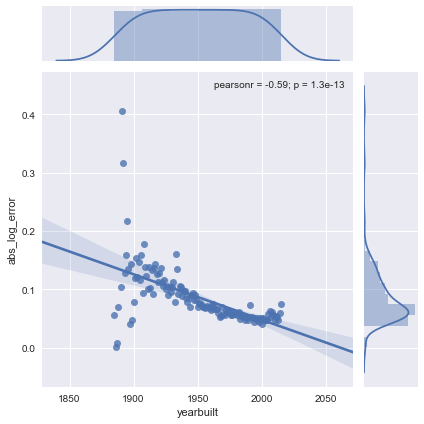 pearsonr = -0.59; p = 1.3e-13
0.4
0.3
0.2
0.1
0.0
abs_log_error
1850 1900 1950 2000 2050
yearbuilt